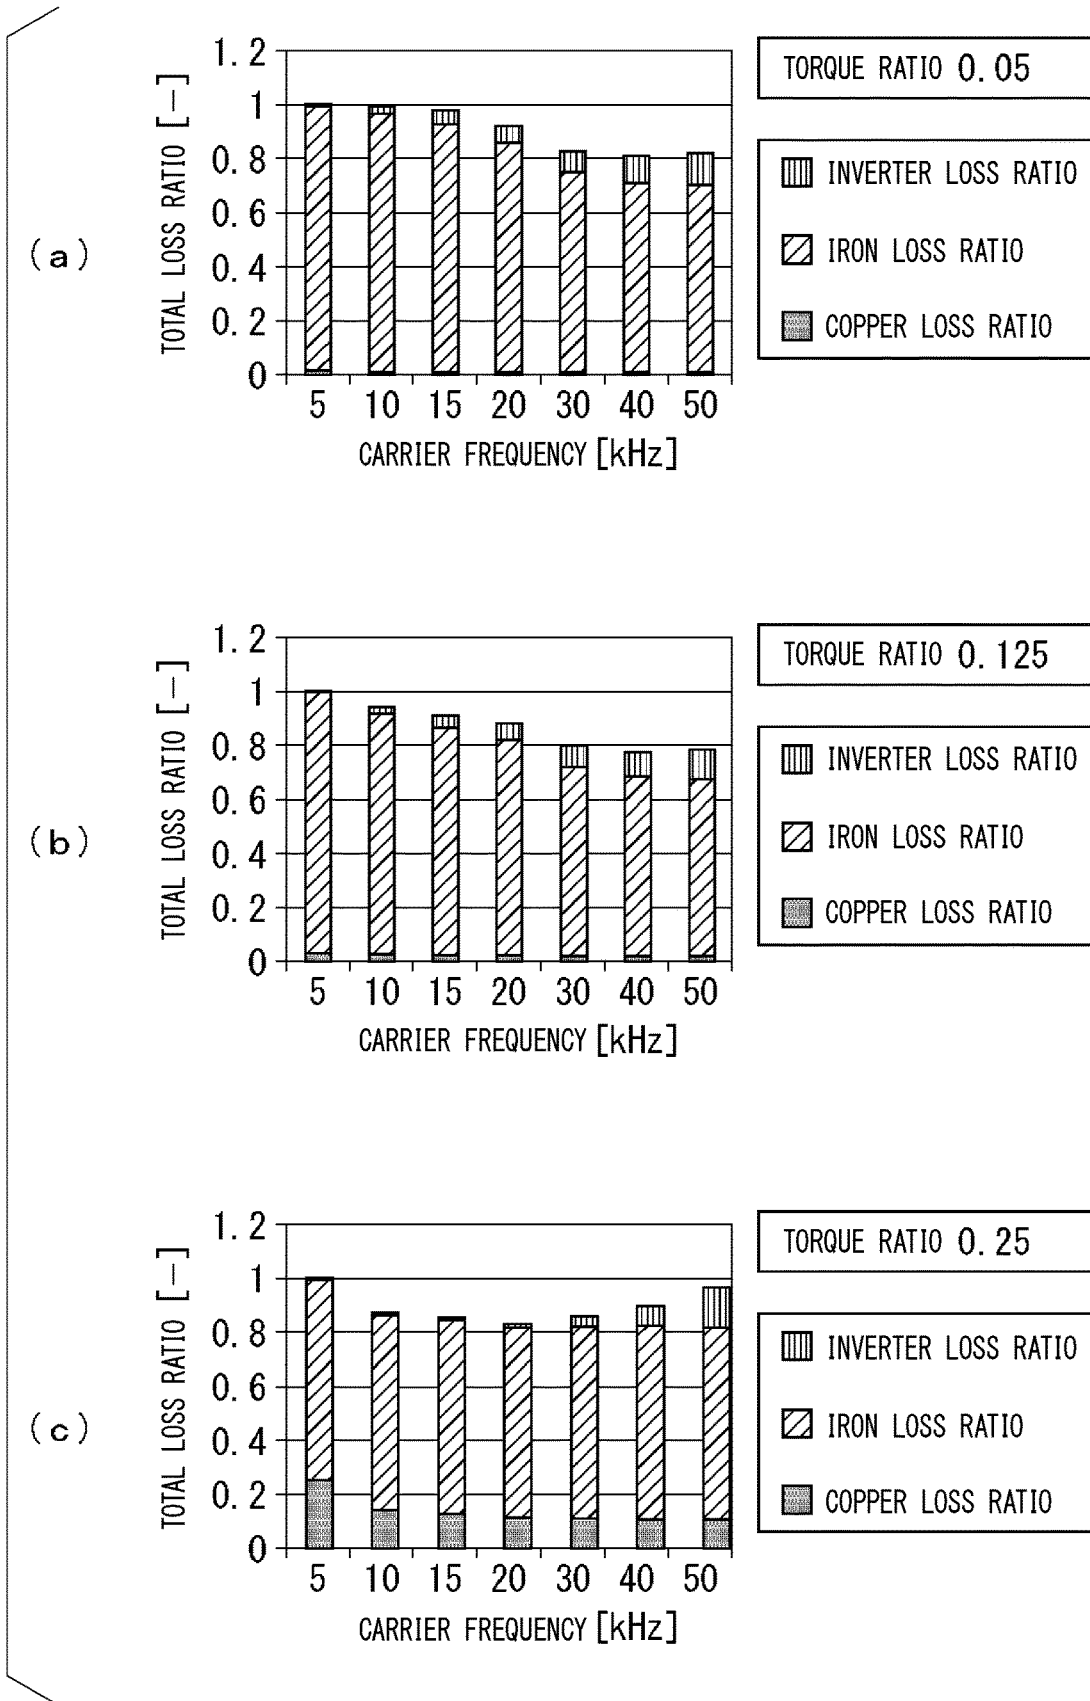 (a)
TOTAL LOSS RATIO [—]
1.2
1
0.8
0.6
0.4
0.2
0
5 10 15 20 30 40 50
CARRIER FREQUENCY [kHz]
TORQUE RATIO 0.05
INVERTER LOSS RATIO
IRON LOSS RATIO
COPPER LOSS RATIO
(b)
TOTAL LOSS RATIO [—]
1.2
1
0.8
0.6
0.4
0.2
0
5 10 15 20 30 40 50
CARRIER FREQUENCY [kHz]
TORQUE RATIO 0.125
INVERTER LOSS RATIO
IRON LOSS RATIO
COPPER LOSS RATIO
(c)
TOTAL LOSS RATIO [—]
1.2
1
0.8
0.6
0.4
0.2
0
5 10 15 20 30 40 50
CARRIER FREQUENCY [kHz]
TORQUE RATIO 0.25
INVERTER LOSS RATIO
IRON LOSS RATIO
COPPER LOSS RATIO